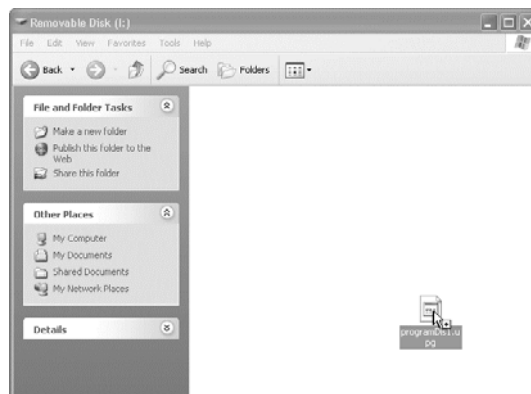 Removable Disk (I:)
File Edit View Favorites Tools Help
Back Search Folders
File and Folder Tasks
Make a new folder
Publish this folder to the
Web
Share this folder
Other Places
My Computer
My Documents
Shared Documents
My Network Places
Details